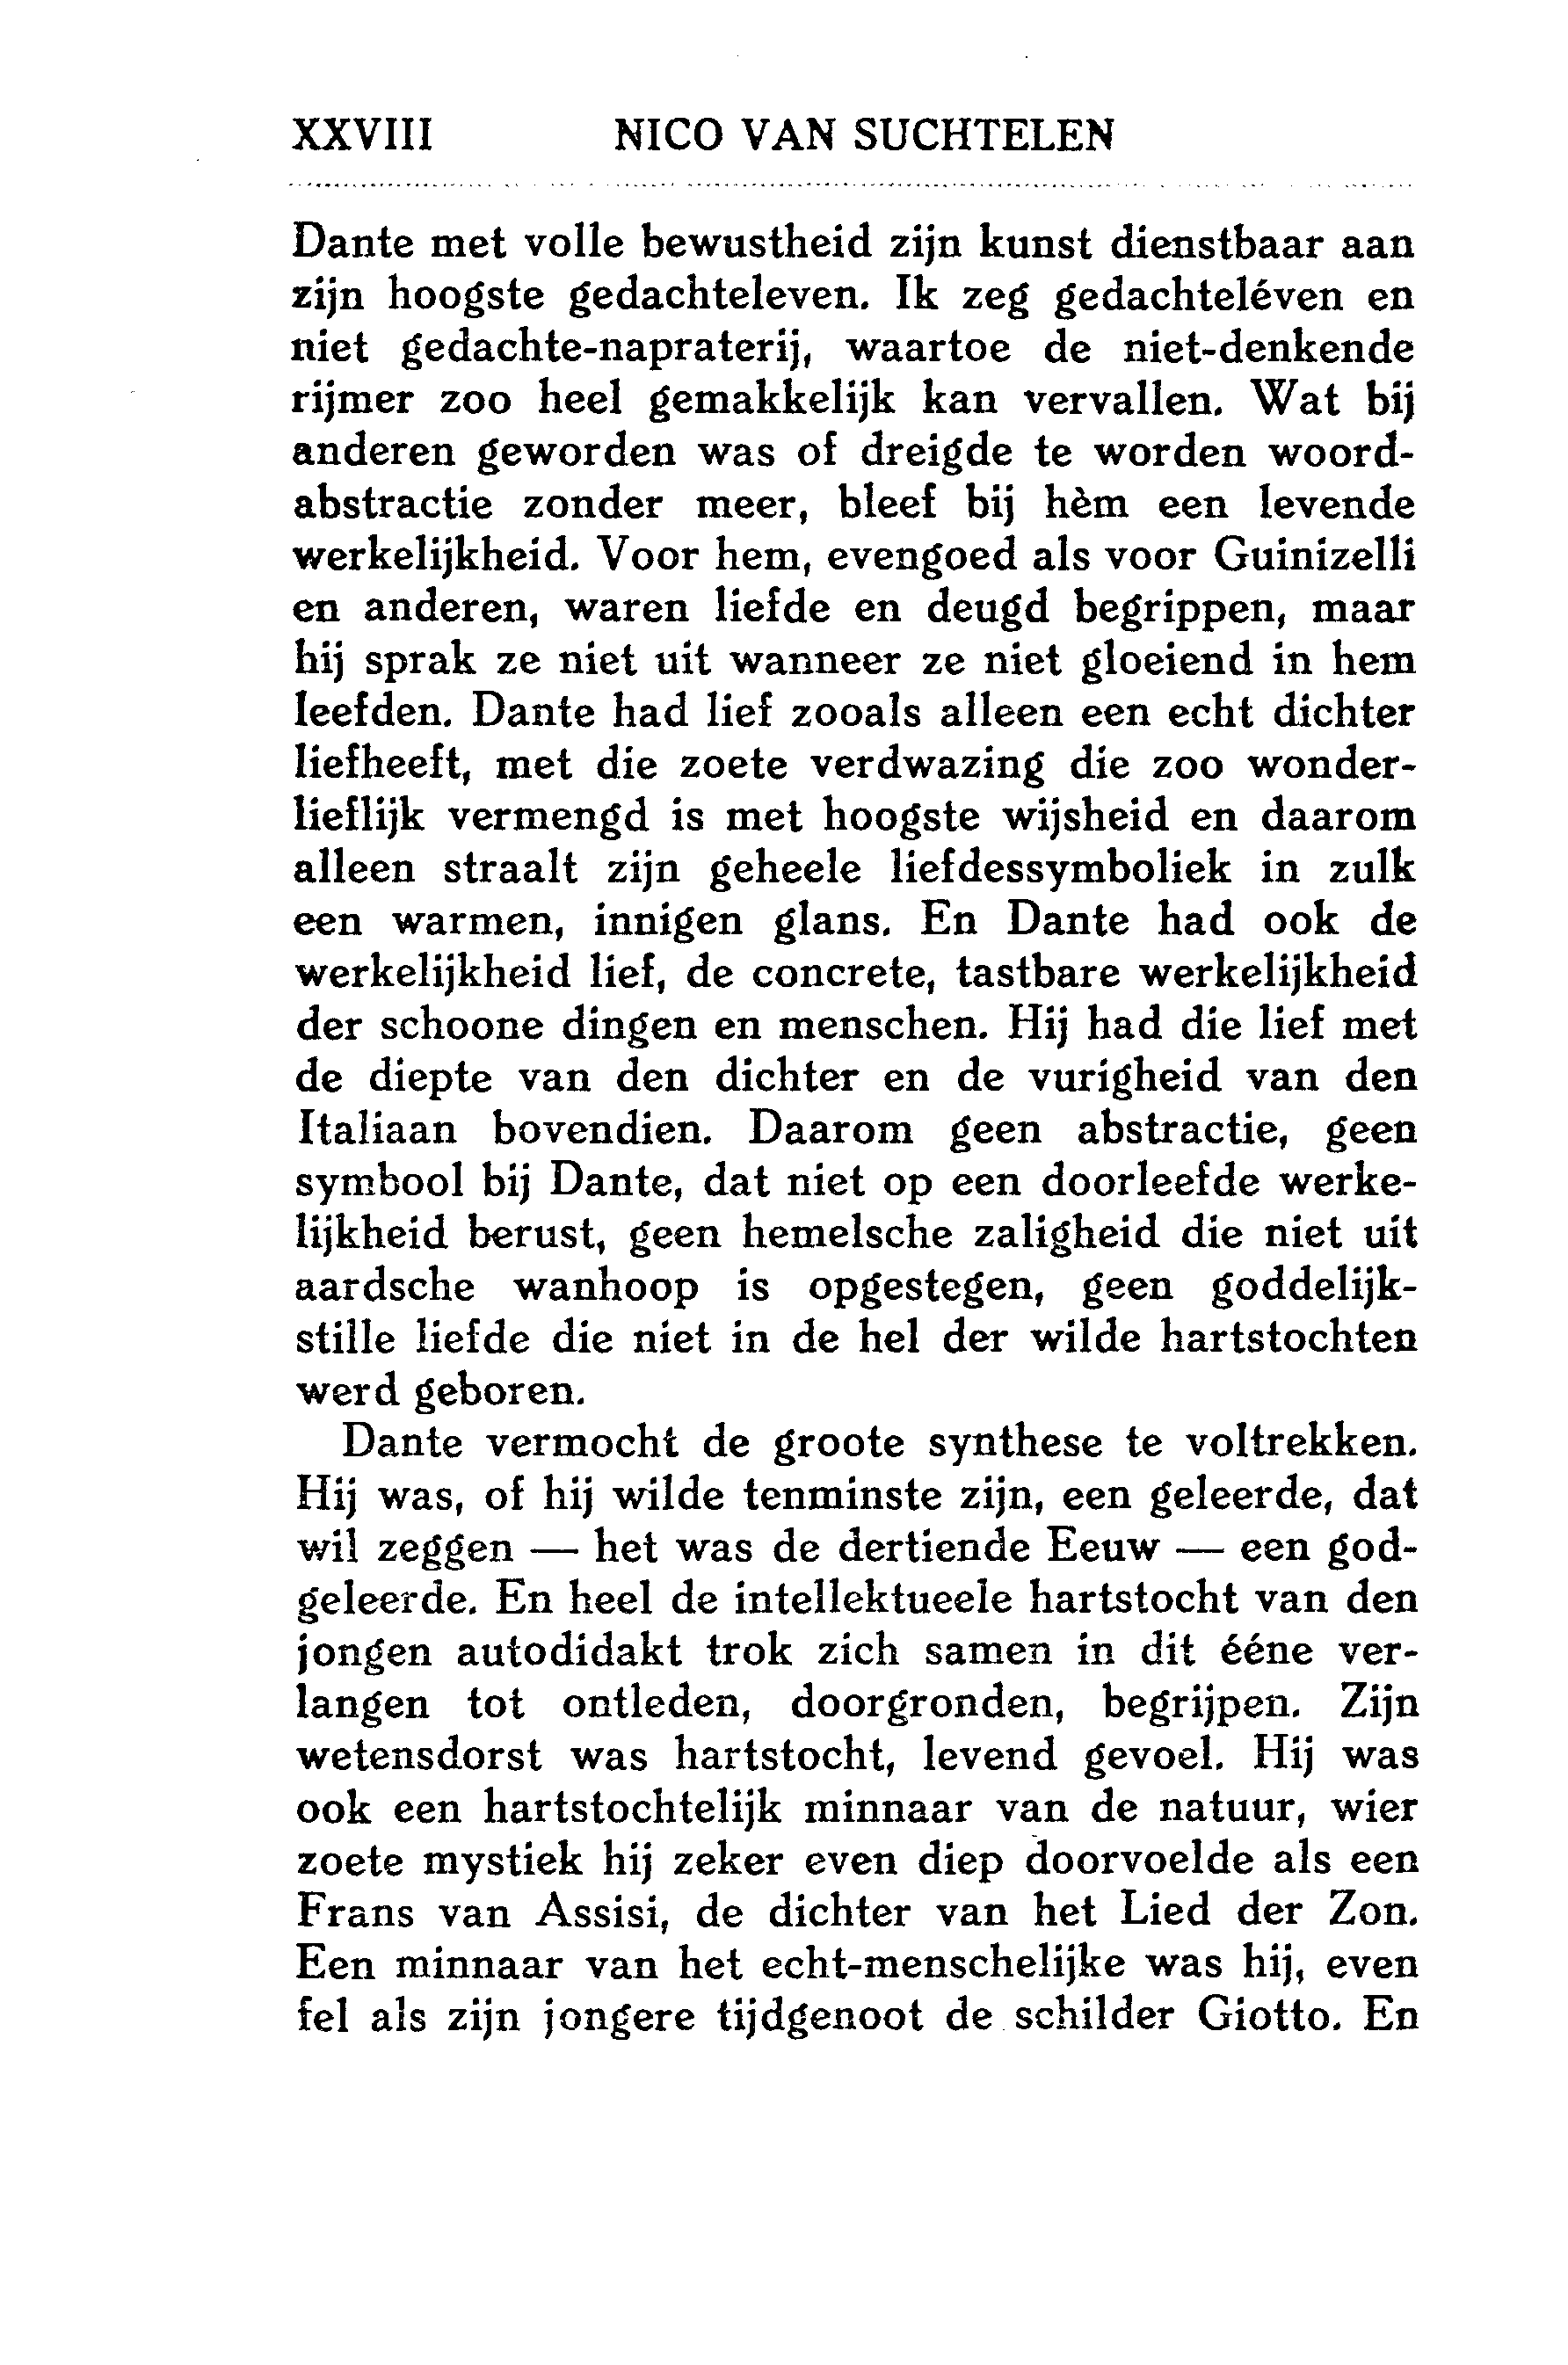 XXVIII NICO VAN SUCHTELEN
Dante met volle bewustheid zijn kunst dienstbaar aan
zijn hoogste gedachteleven. Ik zeg gedachteléven en
niet gedachte-napraterij, waartoe de niet-denkende
rijmer zoo heel gemakkelijk kan vervallen. Wat bij
anderen geworden was of dreigde te worden woord-
abstractie zonder meer, bleef bij hèm een levende
werkelijkheid. Voor hem, evengoed als voor Guinizelli
en anderen, waren liefde en deugd begrippen, maar
hij sprak ze niet uit wanneer ze niet gloeiend in hem
leefden. Dante had lief zooals alleen een echt dichter
liefheeft, met die zoete verdwazing die zoo wonder-
lieflijk vermengd is met hoogste wijsheid en daarom
alleen straalt zijn geheele liefdessymboliek in zulk
een warmen, innigen glans. En Dante had ook de
werkelijkheid lief, de concrete, tastbare werkelijkheid
der schoone dingen en menschen. Hij had die lief met
de diepte van den dichter en de vurigheid van den
Italiaan bovendien. Daarom geen abstractie, geen
symbool bij Dante, dat niet op een doorleefde werke-
lijkheid berust, geen hemelsche zaligheid die niet uit
aardsche wanhoop is opgestegen, geen goddelijk-
stille liefde die niet in de hel der wilde hartstochten
werd geboren.
Dante vermocht de groote synthese te voltrekken.
Hij was, of hij wilde tenminste zijn, een geleerde, dat
wil zeggen — het was de dertiende Eeuw — een god-
geleerde. En heel de intellektueele hartstocht van den
jongen autodidakt trok zich samen in dit ééne ver-
langen tot ontleden, doorgronden, begrijpen. Zijn
wetensdorst was hartstocht, levend gevoel. Hij was
ook een hartstochtelijk minnaar van de natuur, wier
zoete mystiek hij zeker even diep doorvoelde als een
Frans van Assisi, de dichter van het Lied der Zon.
Een minnaar van het echt-menschelijke was hij, even
fel als zijn jongere tijdgenoot de schilder Giotto. En